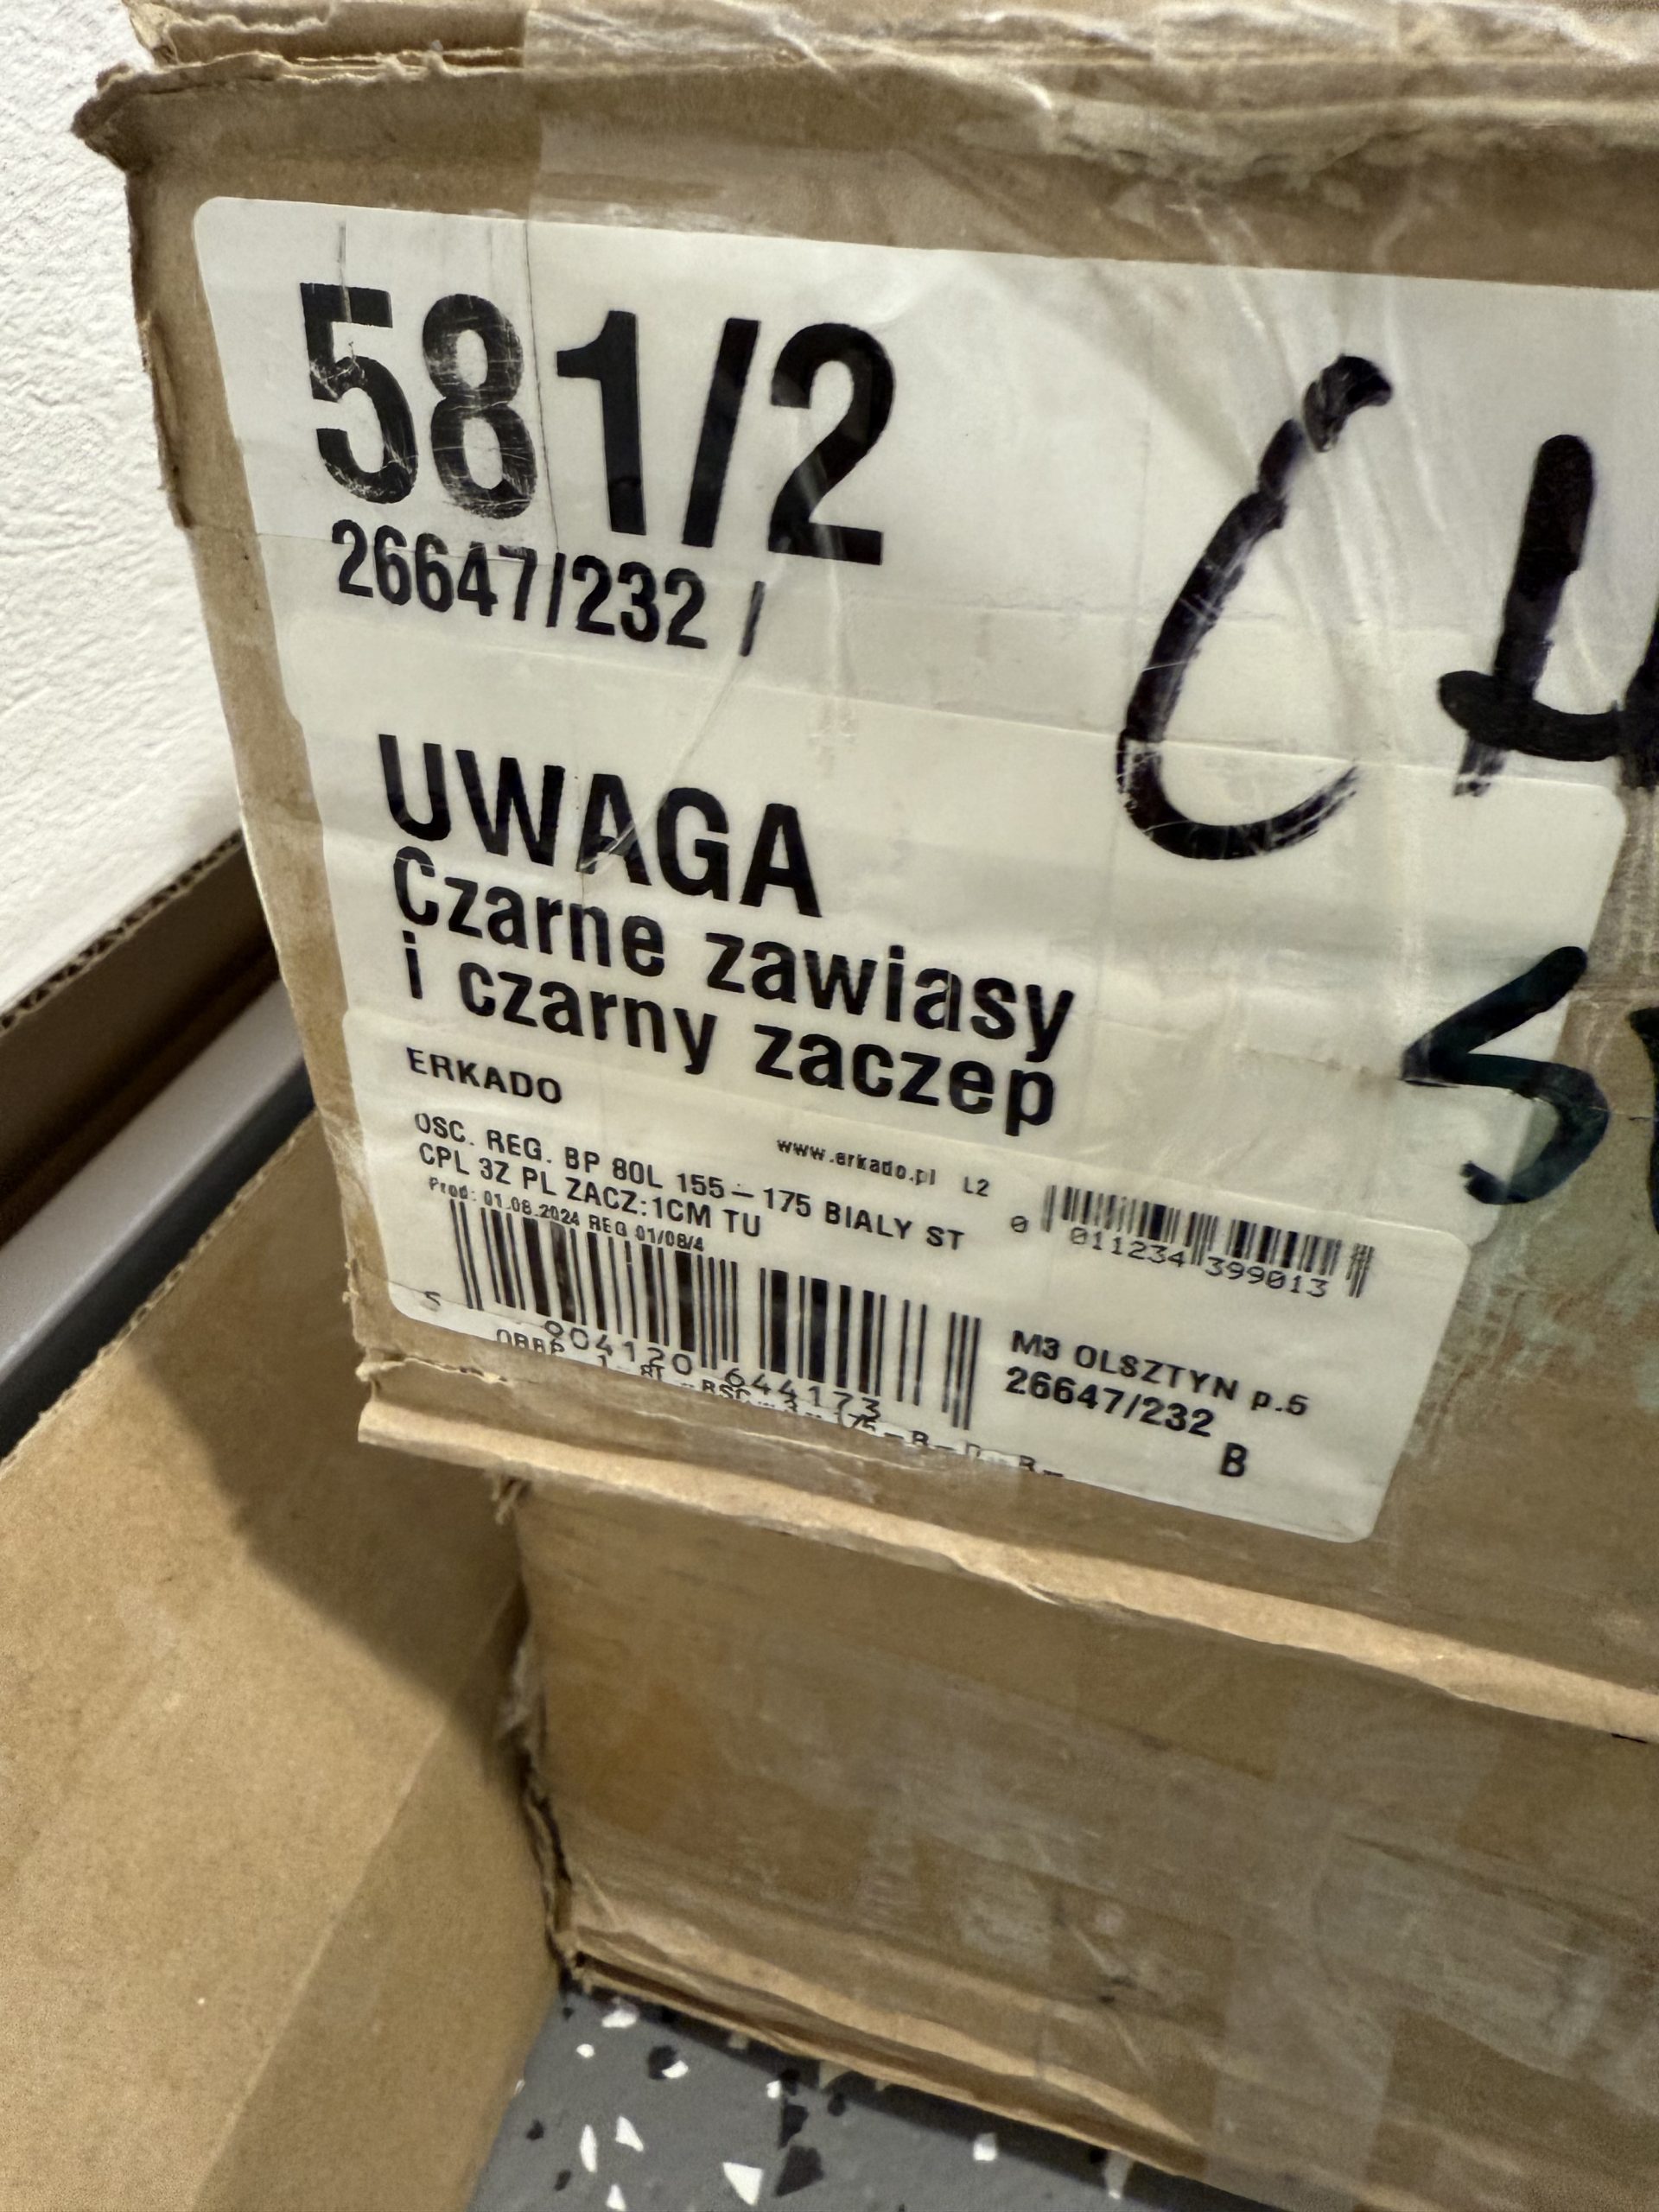 581/2
26647/232 /
CH
UWAGA
Czarne zawiasy
i czarny zaczep
ERKADO
www.erkado.pl L2
OSC. REG. BP 80L 155-175 BIALY ST
CPL 3Z PL ZACZ:1CM TU
Prod: 01.08.2024 REG 01/08/4
0 011234 399013
5 904120 644173
M3 OLSZTYN p.5
26647/232
B